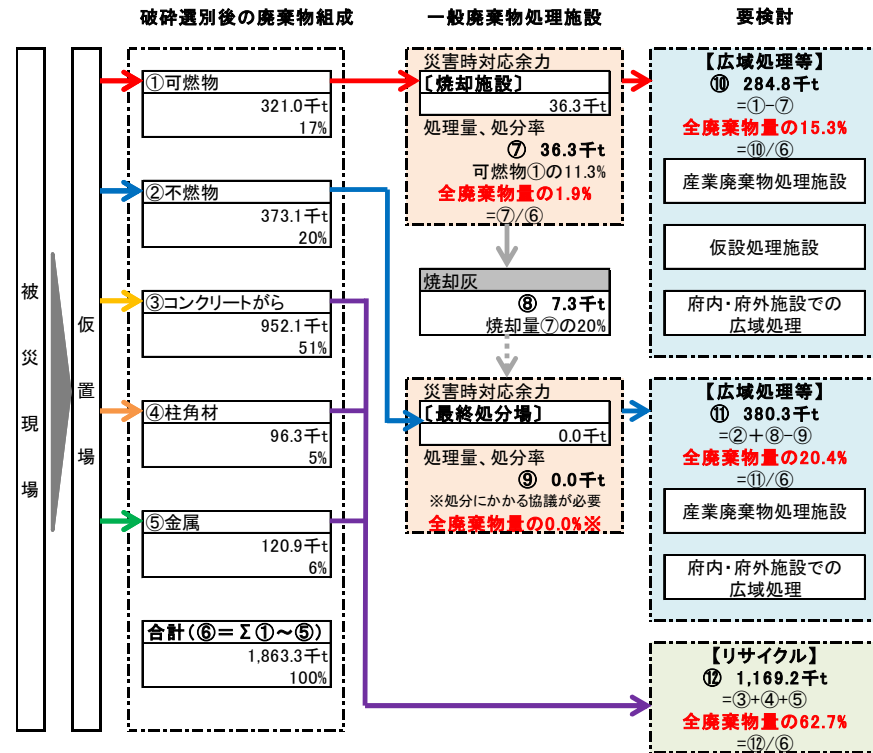 破砕選別後の廃棄物組成
一般廃棄物処理施設
要検討
被災現場
仮置場
①可燃物
321.0千t
17%
②不燃物
373.1千t
20%
③コンクリートがら
952.1千t
51%
④柱角材
96.3千t
5%
⑤金属
120.9千t
6%
合計(⑥=Σ①～⑤)
1,863.3千t
100%
災害時対応余力
〔焼却施設〕
36.3千t
処理量、処分率
⑦ 36.3千t
可燃物①の11.3%
全廃棄物量の1.9%
=⑦/⑥
焼却灰
⑧ 7.3千t
焼却量⑦の20%
災害時対応余力
〔最終処分場〕
0.0千t
処理量、処分率
⑨ 0.0千t
※処分にかかる協議が必要
全廃棄物量の0.0%※
【広域処理等】
⑩ 284.8千t
=①-⑦
全廃棄物量の15.3%
=⑩/⑥
産業廃棄物処理施設
仮設処理施設
府内・府外施設での
広域処理
【広域処理等】
⑪ 380.3千t
=②+⑧-⑨
全廃棄物量の20.4%
=⑪/⑥
産業廃棄物処理施設
府内・府外施設での
広域処理
【リサイクル】
⑫ 1,169.2千t
=③+④+⑤
全廃棄物量の62.7%
=⑫/⑥